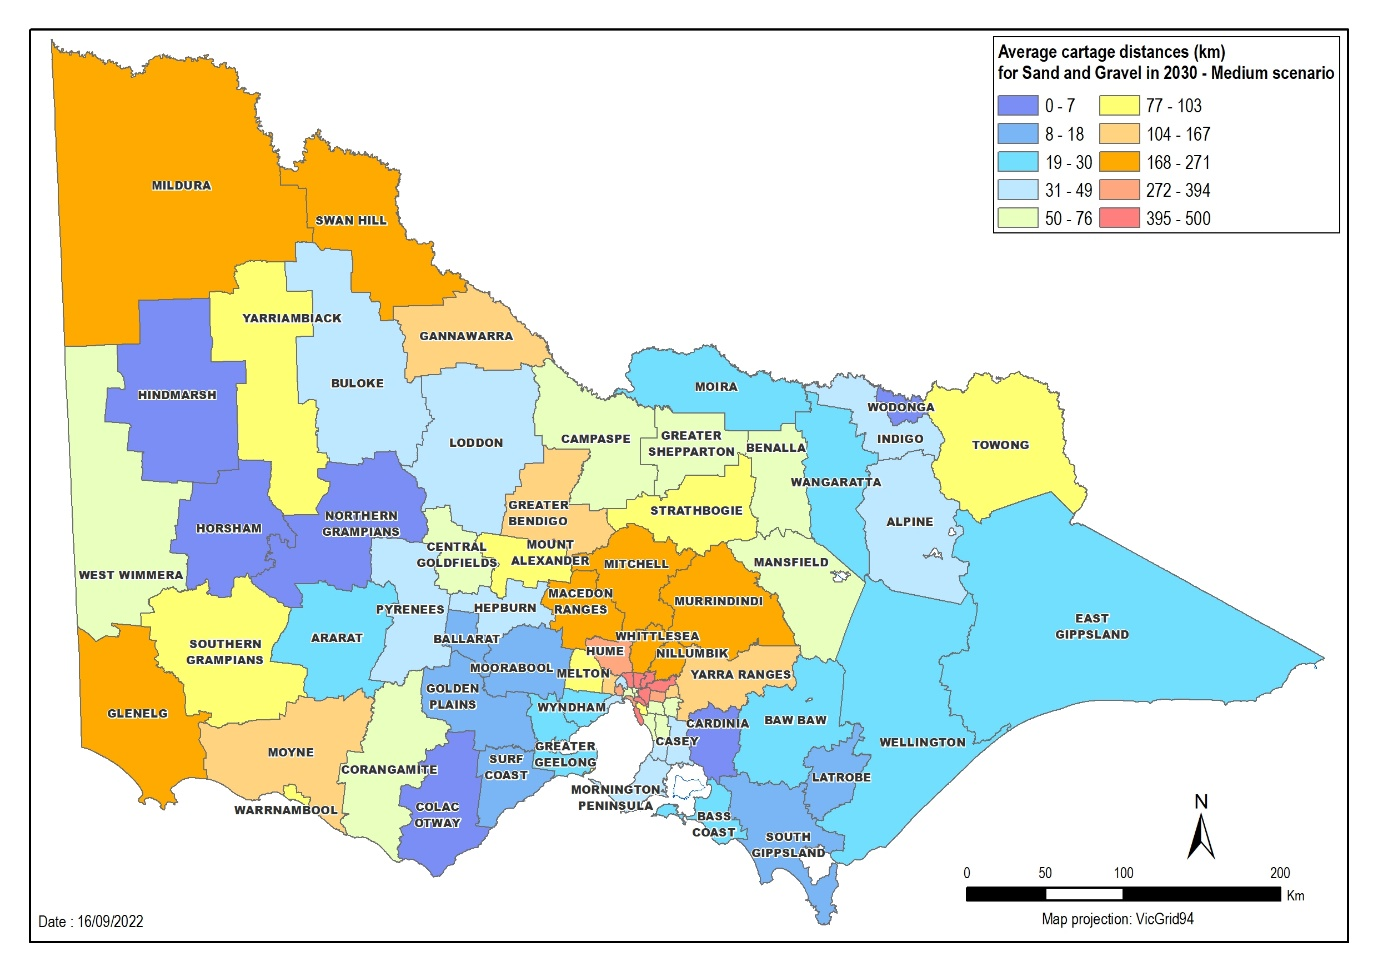 Average cartage distances (km)
for Sand and Gravel in 2030 - Medium scenario
0 - 7
77 - 103
8 - 18
104 - 167
19 - 30
168 - 271
31 - 49
272 - 394
50 - 76
395 - 500
MILDURA
SWAN HILL
YARRIAMBIACK
GANNAWARRA
BULOKE
HINDMARSH
MOIRA
WODONGA
LODDON
CAMPASPE
GREATER
SHEPPARTON
BENALLA
INDIGO
TOWONG
WANGARATTA
HORSHAM
NORTHERN
GRAMPIANS
GREATER
BENDIGO
STRATHBOGIE
ALPINE
WEST WIMMERA
CENTRAL
GOLDFIELDS
MOUNT
ALEXANDER
MITCHELL
MANSFIELD
MACEDON
RANGES
MURRINDINDI
PYRENEES
HEPBURN
EAST
GIPPSLAND
SOUTHERN
GRAMPIANS
ARARAT
BALLARAT
WHITTLESEA
HUME
NILLUMBIK
MOORABOOL
MELTON
YARRA RANGES
GLENELG
GOLDEN
PLAINS
WYNDHAM
CARDINIA
BAW BAW
MOYNE
GREATER
GEELONG
CASEY
WELLINGTON
CORANGAMITE
SURF
COAST
LATROBE
MORNINGTON
PENINSULA
WARRNAMBOOL
COLAC
OTWAY
BASS
COAST
SOUTH
GIPPSLAND
N
0
50
100
200
Km
Map projection: VicGrid94
Date : 16/09/2022